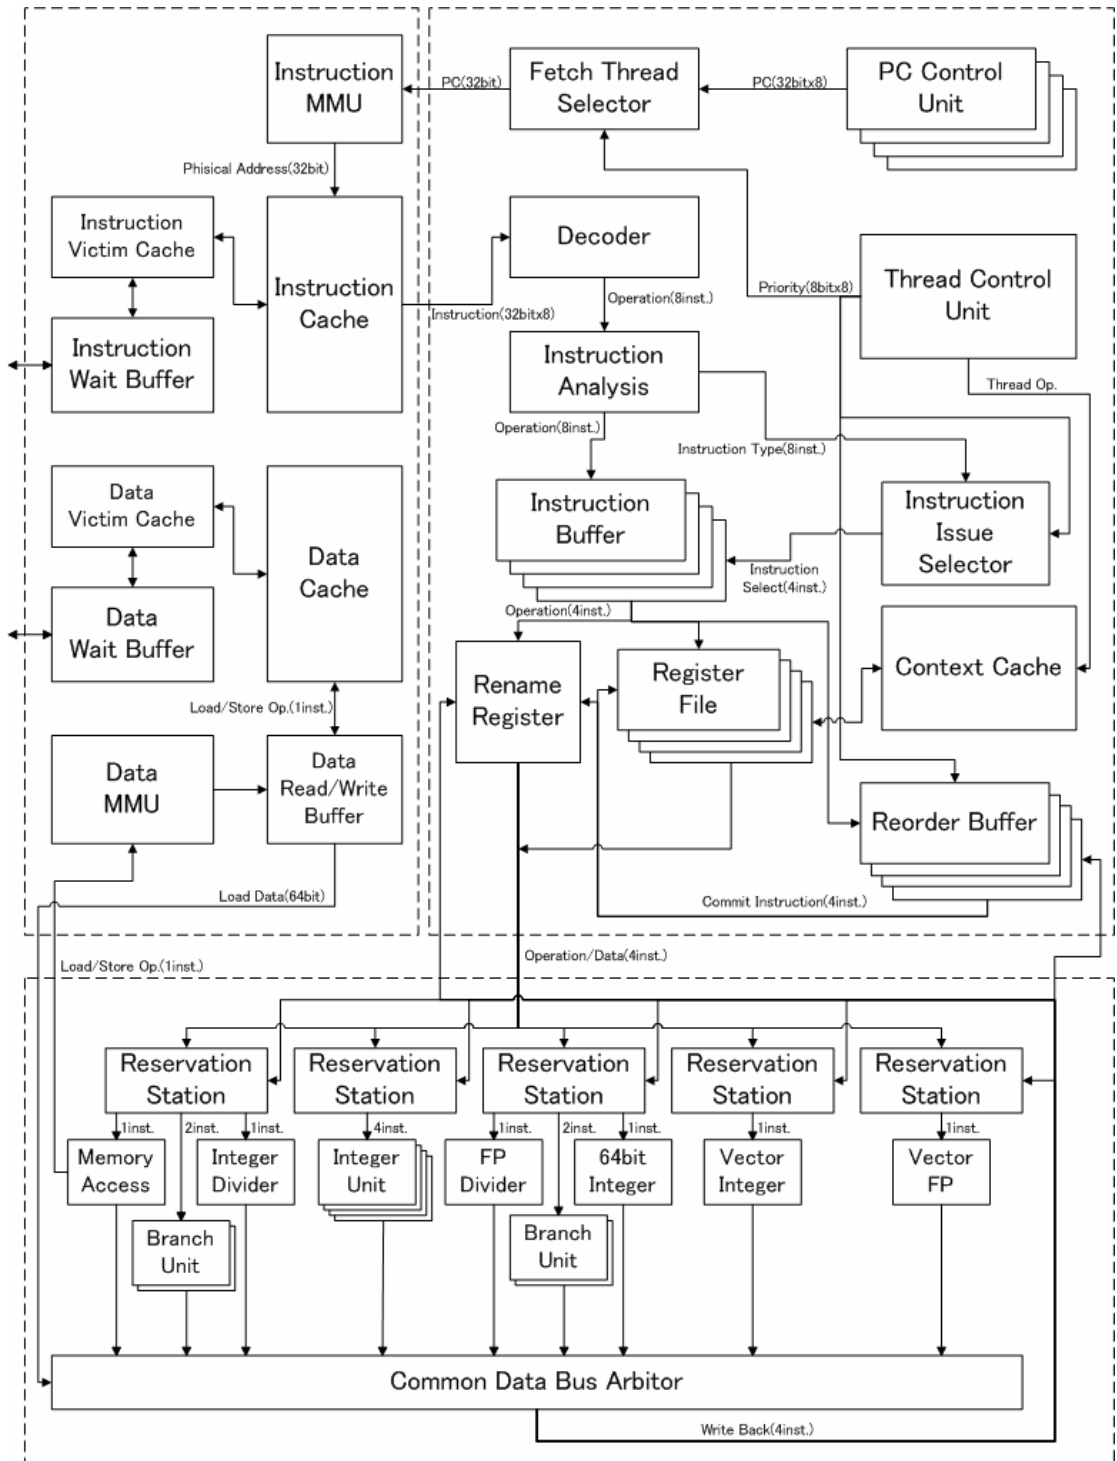 Instruction
MMU
PC(32bit)
Fetch Thread
Selector
PC(32bitx8)
PC Control
Unit
Phisical Address(32bit)
Instruction
Victim Cache
Instruction
Cache
Instruction
Wait Buffer
Instruction(32bitx8)
Decoder
Operation(8inst.)
Priority(8bitx8)
Thread Control
Unit
Instruction
Analysis
Thread Op.
Operation(8inst.)
Instruction Type(8inst.)
Data
Victim Cache
Data
Cache
Data
Wait Buffer
Instruction
Buffer
Instruction
Issue
Selector
Instruction
Select(4inst.)
Operation(4inst.)
Rename
Register
Register
File
Context Cache
Load/Store Op.(1inst.)
Data
MMU
Data
Read/Write
Buffer
Reorder Buffer
Load Data(64bit)
Commit Instruction(4inst.)
Load/Store Op.(1inst.)
Operation/Data(4inst.)
Reservation
Station
Reservation
Station
Reservation
Station
Reservation
Station
Reservation
Station
1inst.
2inst.
1inst.
4inst.
1inst.
2inst.
1inst.
1inst.
1inst.
Memory
Access
Integer
Divider
Integer
Unit
FP
Divider
64bit
Integer
Vector
Integer
Vector
FP
Branch
Unit
Branch
Unit
Common Data Bus Arbitor
Write Back(4inst.)